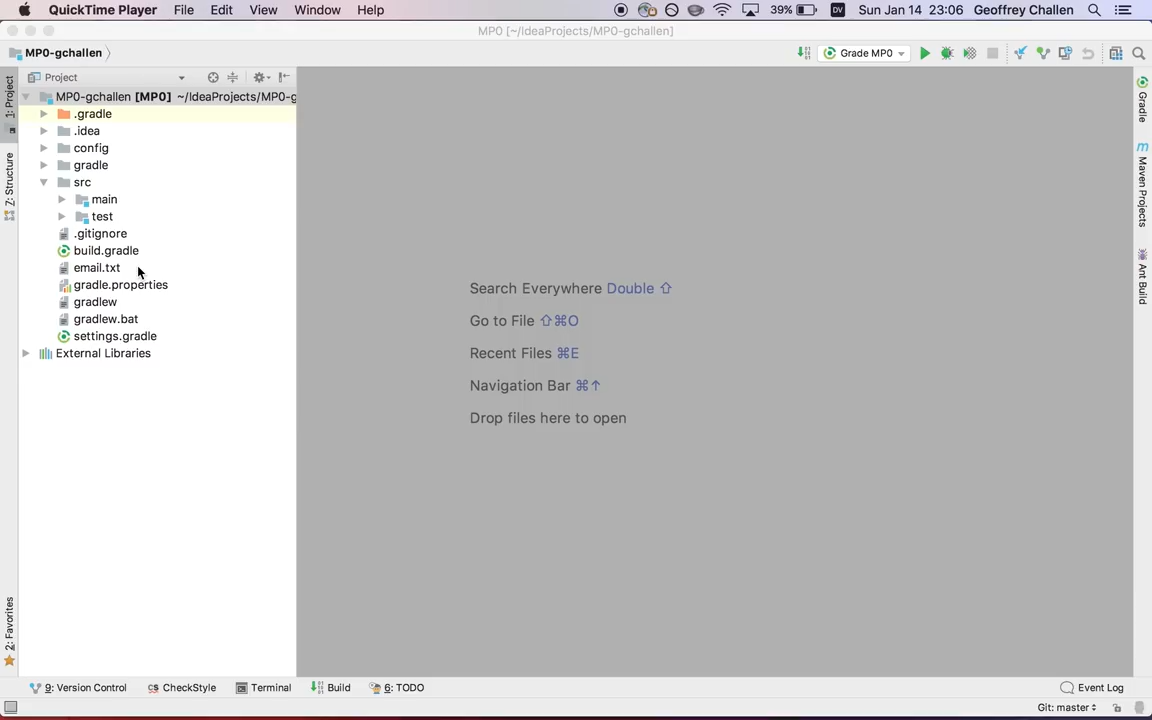 QuickTime Player File Edit View Window Help 39% DV Sun Jan 14 23:06 Geoffrey Challen
MP0 [~/IdeaProjects/MP0-gchallen]
MP0-gchallen Grade MP0
1: Project
Z: Structure
2: Favorites
Project
MP0-gchallen [MP0] ~/IdeaProjects/MP0-g
.gradle
.idea
config
gradle
src
main
test
.gitignore
build.gradle
email.txt
gradle.properties
gradlew
gradlew.bat
settings.gradle
External Libraries
Search Everywhere Double ⇧
Go to File ⇧⌘O
Recent Files ⌘E
Navigation Bar ⌘↑
Drop files here to open
Gradle
m Maven Projects
Ant Build
9: Version Control CS CheckStyle Terminal Build 6: TODO Event Log
Git: master